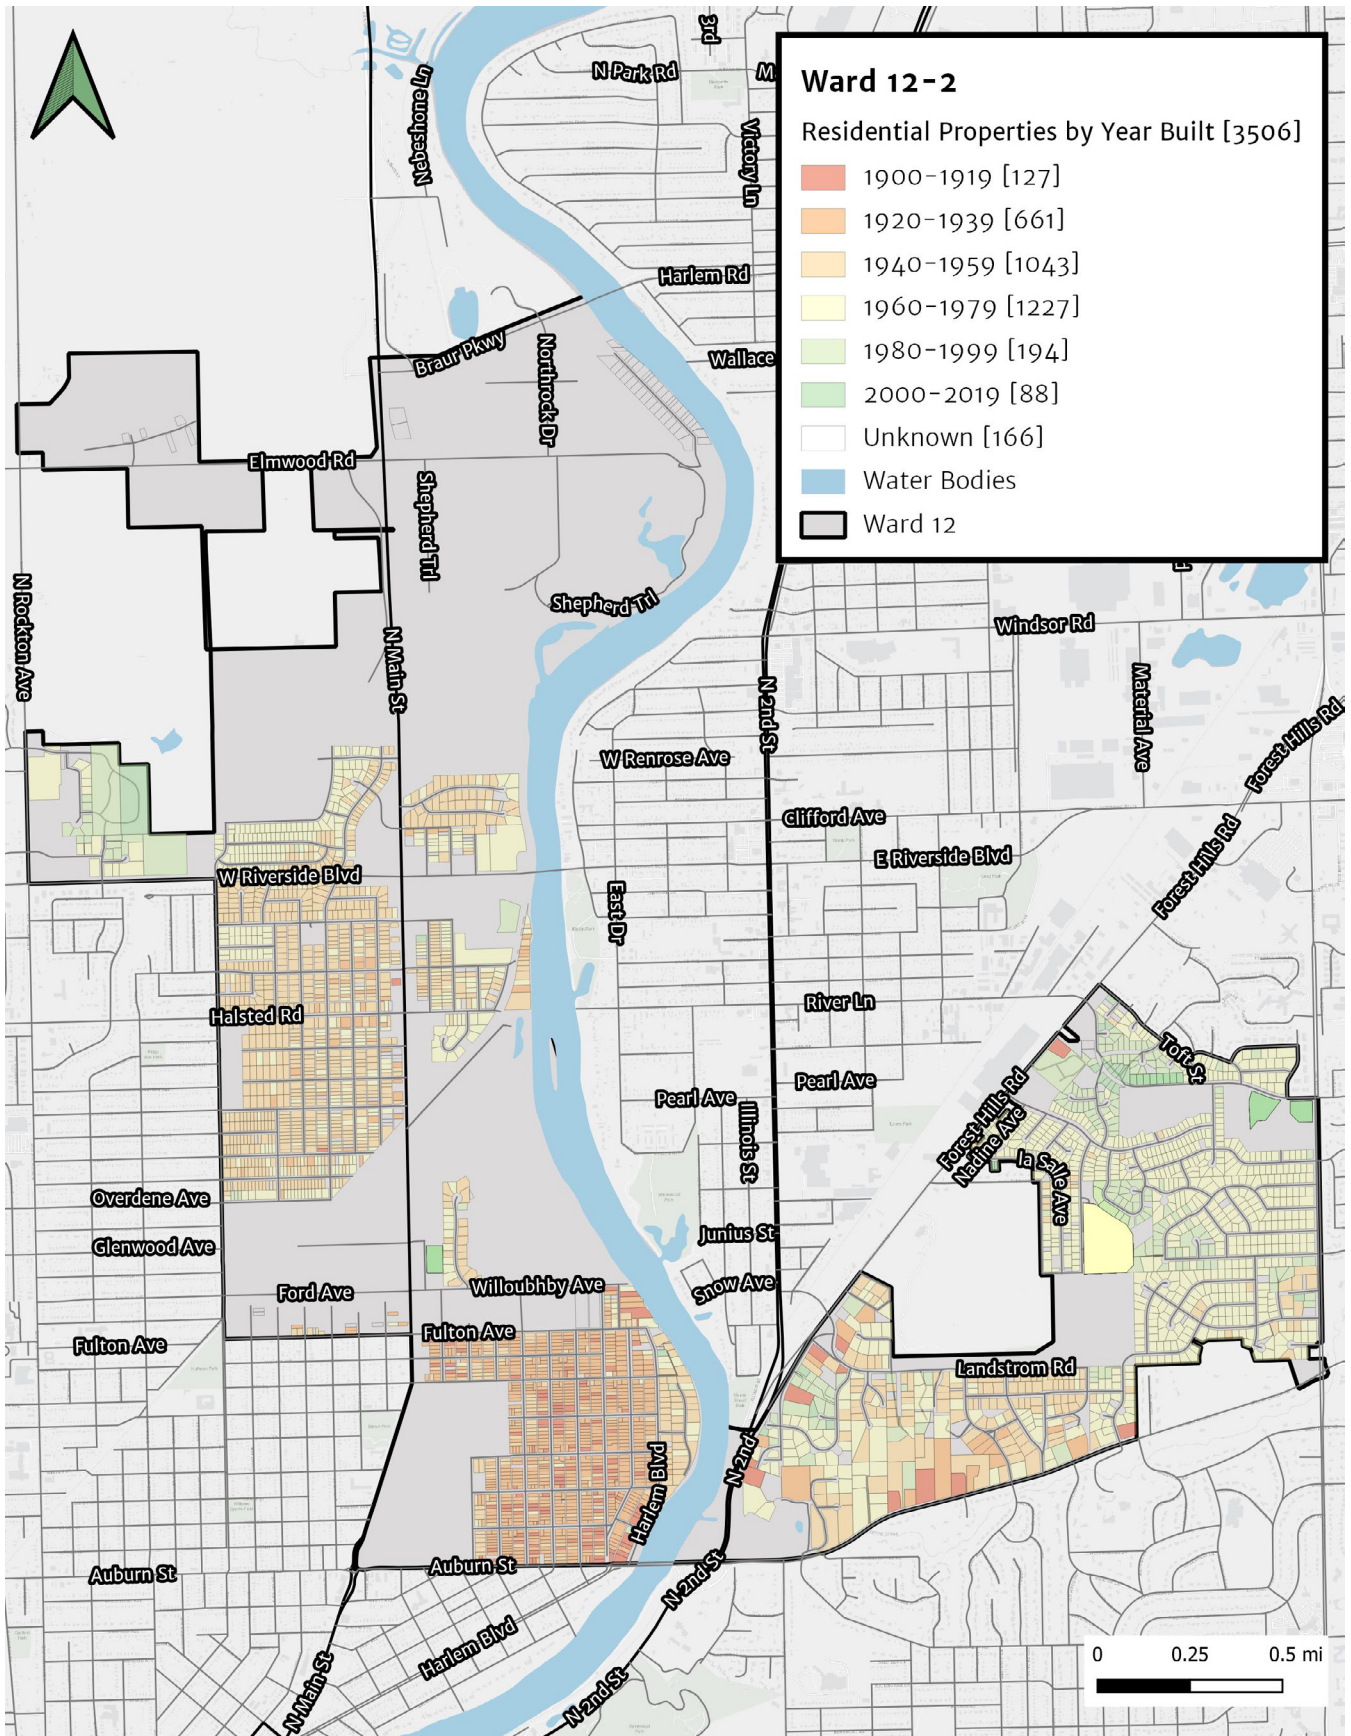 3rd
N Park Rd
M
Nebeshone Ln
Victory Ln
Ward 12-2
Residential Properties by Year Built [3506]
1900-1919 [127]
1920-1939 [661]
1940-1959 [1043]
1960-1979 [1227]
1980-1999 [194]
2000-2019 [88]
Unknown [166]
Water Bodies
Ward 12
Harlem Rd
Braur Pkwy
Northrock Dr
Wallace
Elmwood Rd
Shepherd Trl
Shepherd Trl
N Rockton Ave
N Main St
Windsor Rd
Material Ave
N 2nd St
W Renrose Ave
Forest Hills Rd
Clifford Ave
E Riverside Blvd
Forest Hills Rd
W Riverside Blvd
East Dr
Halsted Rd
River Ln
Toft St
Pearl Ave
Pearl Ave
Illinois St
Forest Hills Rd
Nadine Ave
la Salle Ave
Overdene Ave
Glenwood Ave
Junius St
Snow Ave
Ford Ave
Willoubhby Ave
Fulton Ave
Fulton Ave
Landstrom Rd
Harlem Blvd
N 2nd
Auburn St
Auburn St
N 2nd St
Harlem Blvd
N Main St
N 2nd St
0 0.25 0.5 mi